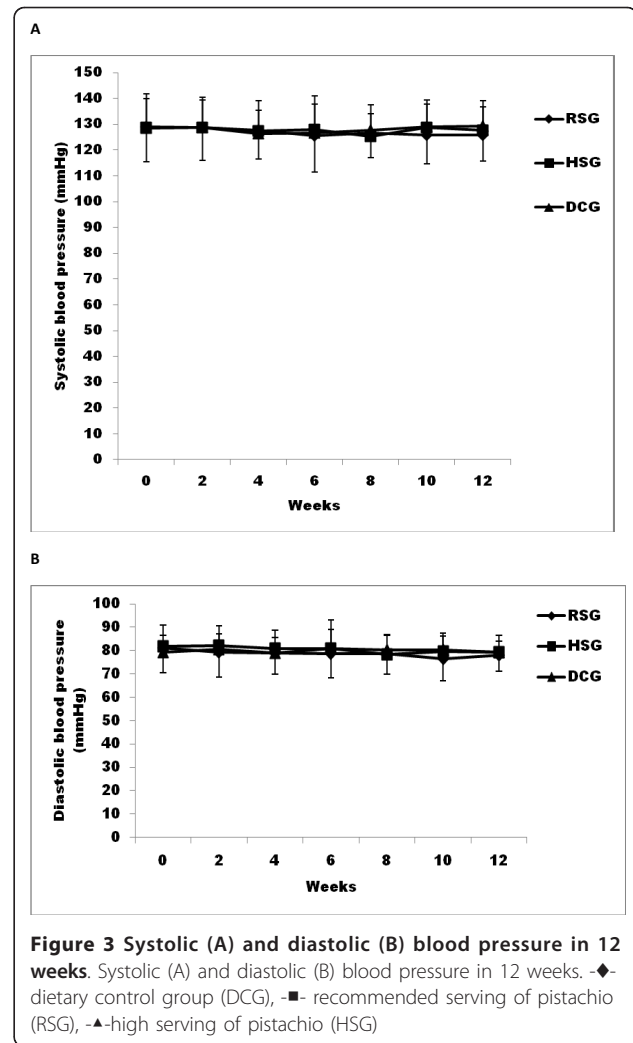 A
150
140
130
120
110
100
90
80
70
60
50
40
30
20
10
0
Systolic blood pressure (mmHg)
0 2 4 6 8 10 12
Weeks
RSG
HSG
DCG
B
100
90
80
70
60
50
40
30
20
10
0
Diastolic blood pressure
(mmHg)
0 2 4 6 8 10 12
Weeks
RSG
HSG
DCG
Figure 3 Systolic (A) and diastolic (B) blood pressure in 12
weeks. Systolic (A) and diastolic (B) blood pressure in 12 weeks. -◆-
dietary control group (DCG), -■- recommended serving of pistachio
(RSG), -▲-high serving of pistachio (HSG)